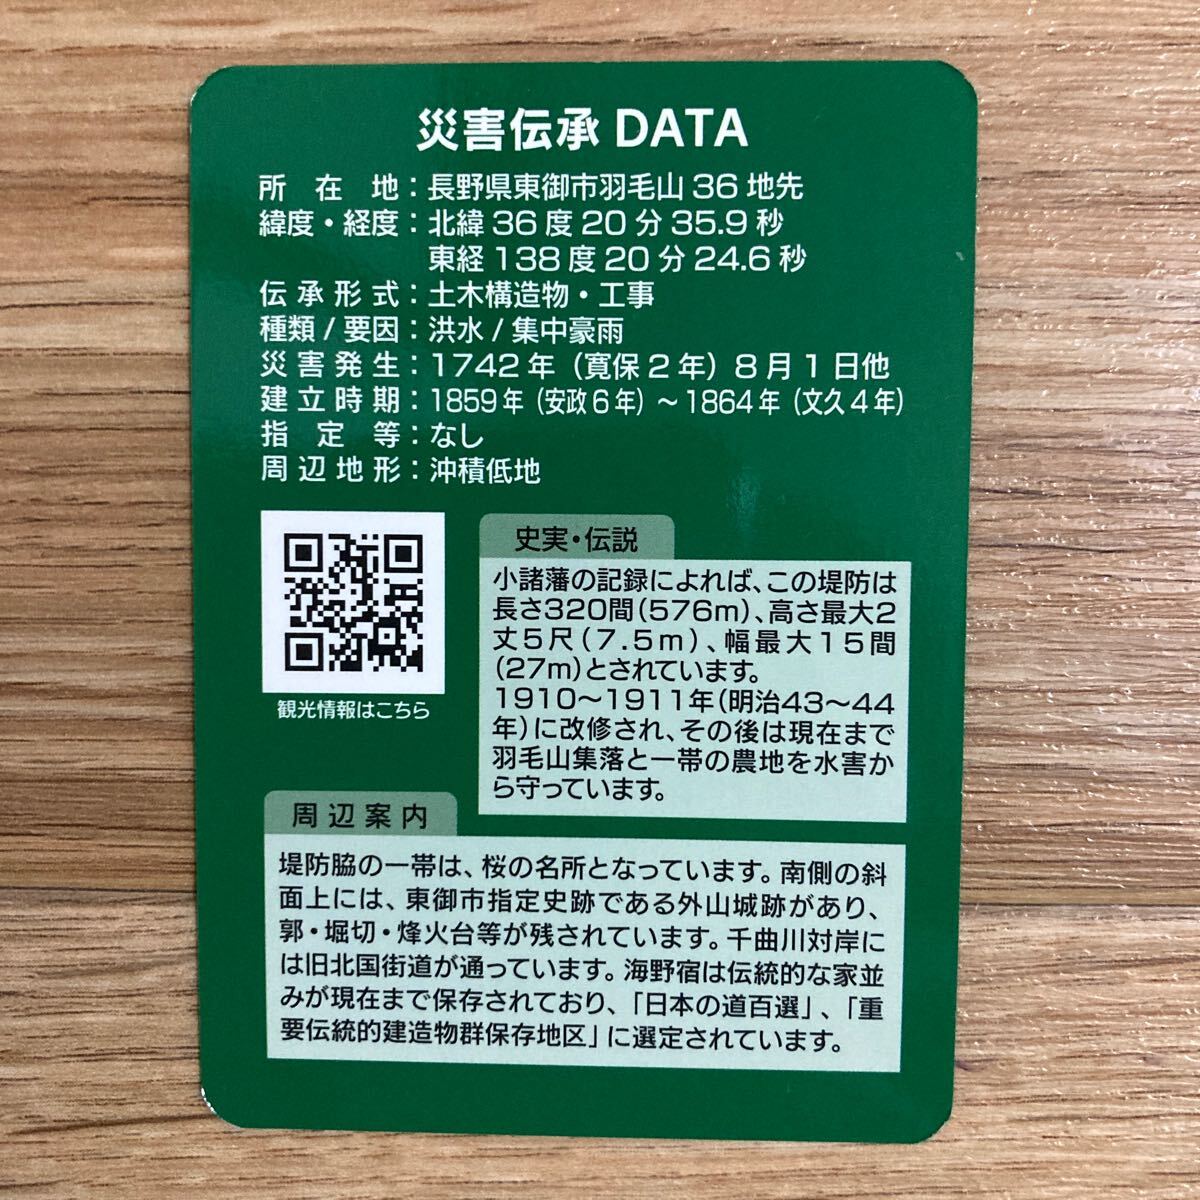 災害伝承 DATA
所在地：長野県東御市羽毛山 36 地先
緯度・経度：北緯 36 度 20 分 35.9 秒
東経 138 度 20 分 24.6 秒
伝承形式：土木構造物・工事
種類 / 要因：洪水 / 集中豪雨
災害発生：1742 年（寛保 2 年）8 月 1 日他
建立時期：1859 年（安政 6 年）～ 1864 年（文久 4 年）
指定等：なし
周辺地形：沖積低地
観光情報はこちら
史実・伝説
小諸藩の記録によれば、この堤防は
長さ320間（576m）、高さ最大2
丈5尺（7.5m）、幅最大15間
（27m）とされています。
1910～1911年（明治43～44
年）に改修され、その後は現在まで
羽毛山集落と一帯の農地を水害か
ら守っています。
周辺案内
堤防脇の一帯は、桜の名所となっています。南側の斜
面上には、東御市指定史跡である外山城跡があり、
郭・堀切・烽火台等が残されています。千曲川対岸に
は旧北国街道が通っています。海野宿は伝統的な家並
みが現在まで保存されており、「日本の道百選」、「重
要伝統的建造物群保存地区」に選定されています。